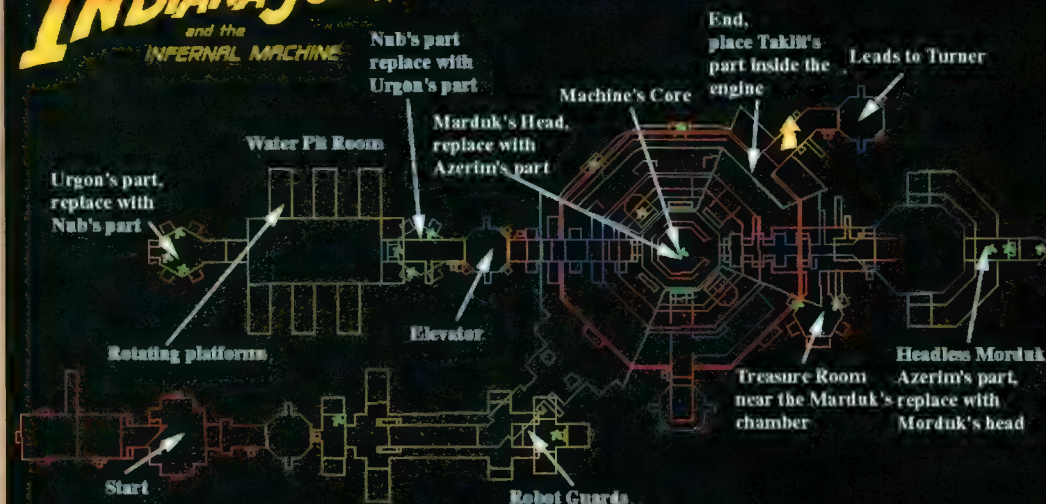 INDIANA JO
and the
INFERNAL MACHINE
Nub's part
replace with
Urgon's part
End,
place Taklit's
part inside the
engine
Leads to Turner
Machine's Core
Marduk's Head,
replace with
Azerim's part
Water Pit Room
Urgon's part,
replace with
Nub's part
Elevator
Rotating platforms
Treasure Room
near the Marduk's
chamber
Headless Morduk
Azerim's part,
replace with
Morduk's head
Start
Robot Guards